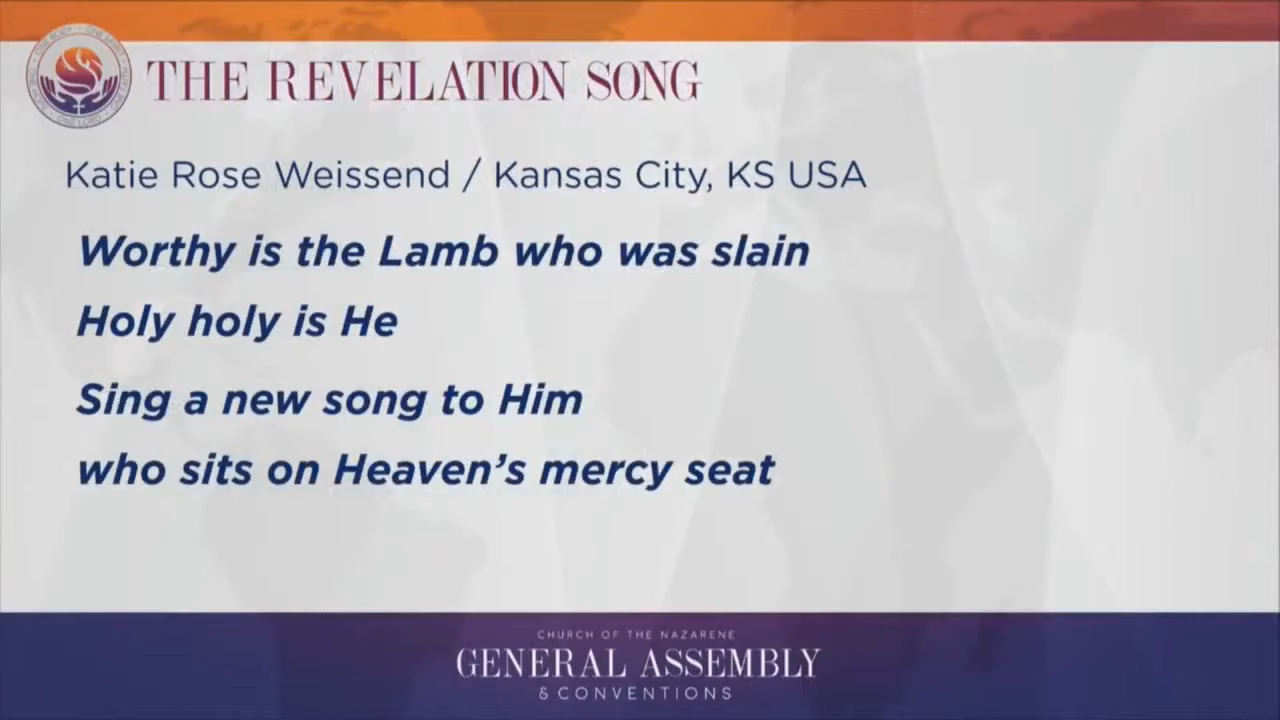 THE REVELATION SONG
Katie Rose Weissend / Kansas City, KS USA
Worthy is the Lamb who was slain
Holy holy is He
Sing a new song to Him
who sits on Heaven’s mercy seat
CHURCH OF THE NAZARENE
GENERAL ASSEMBLY
& CONVENTIONS